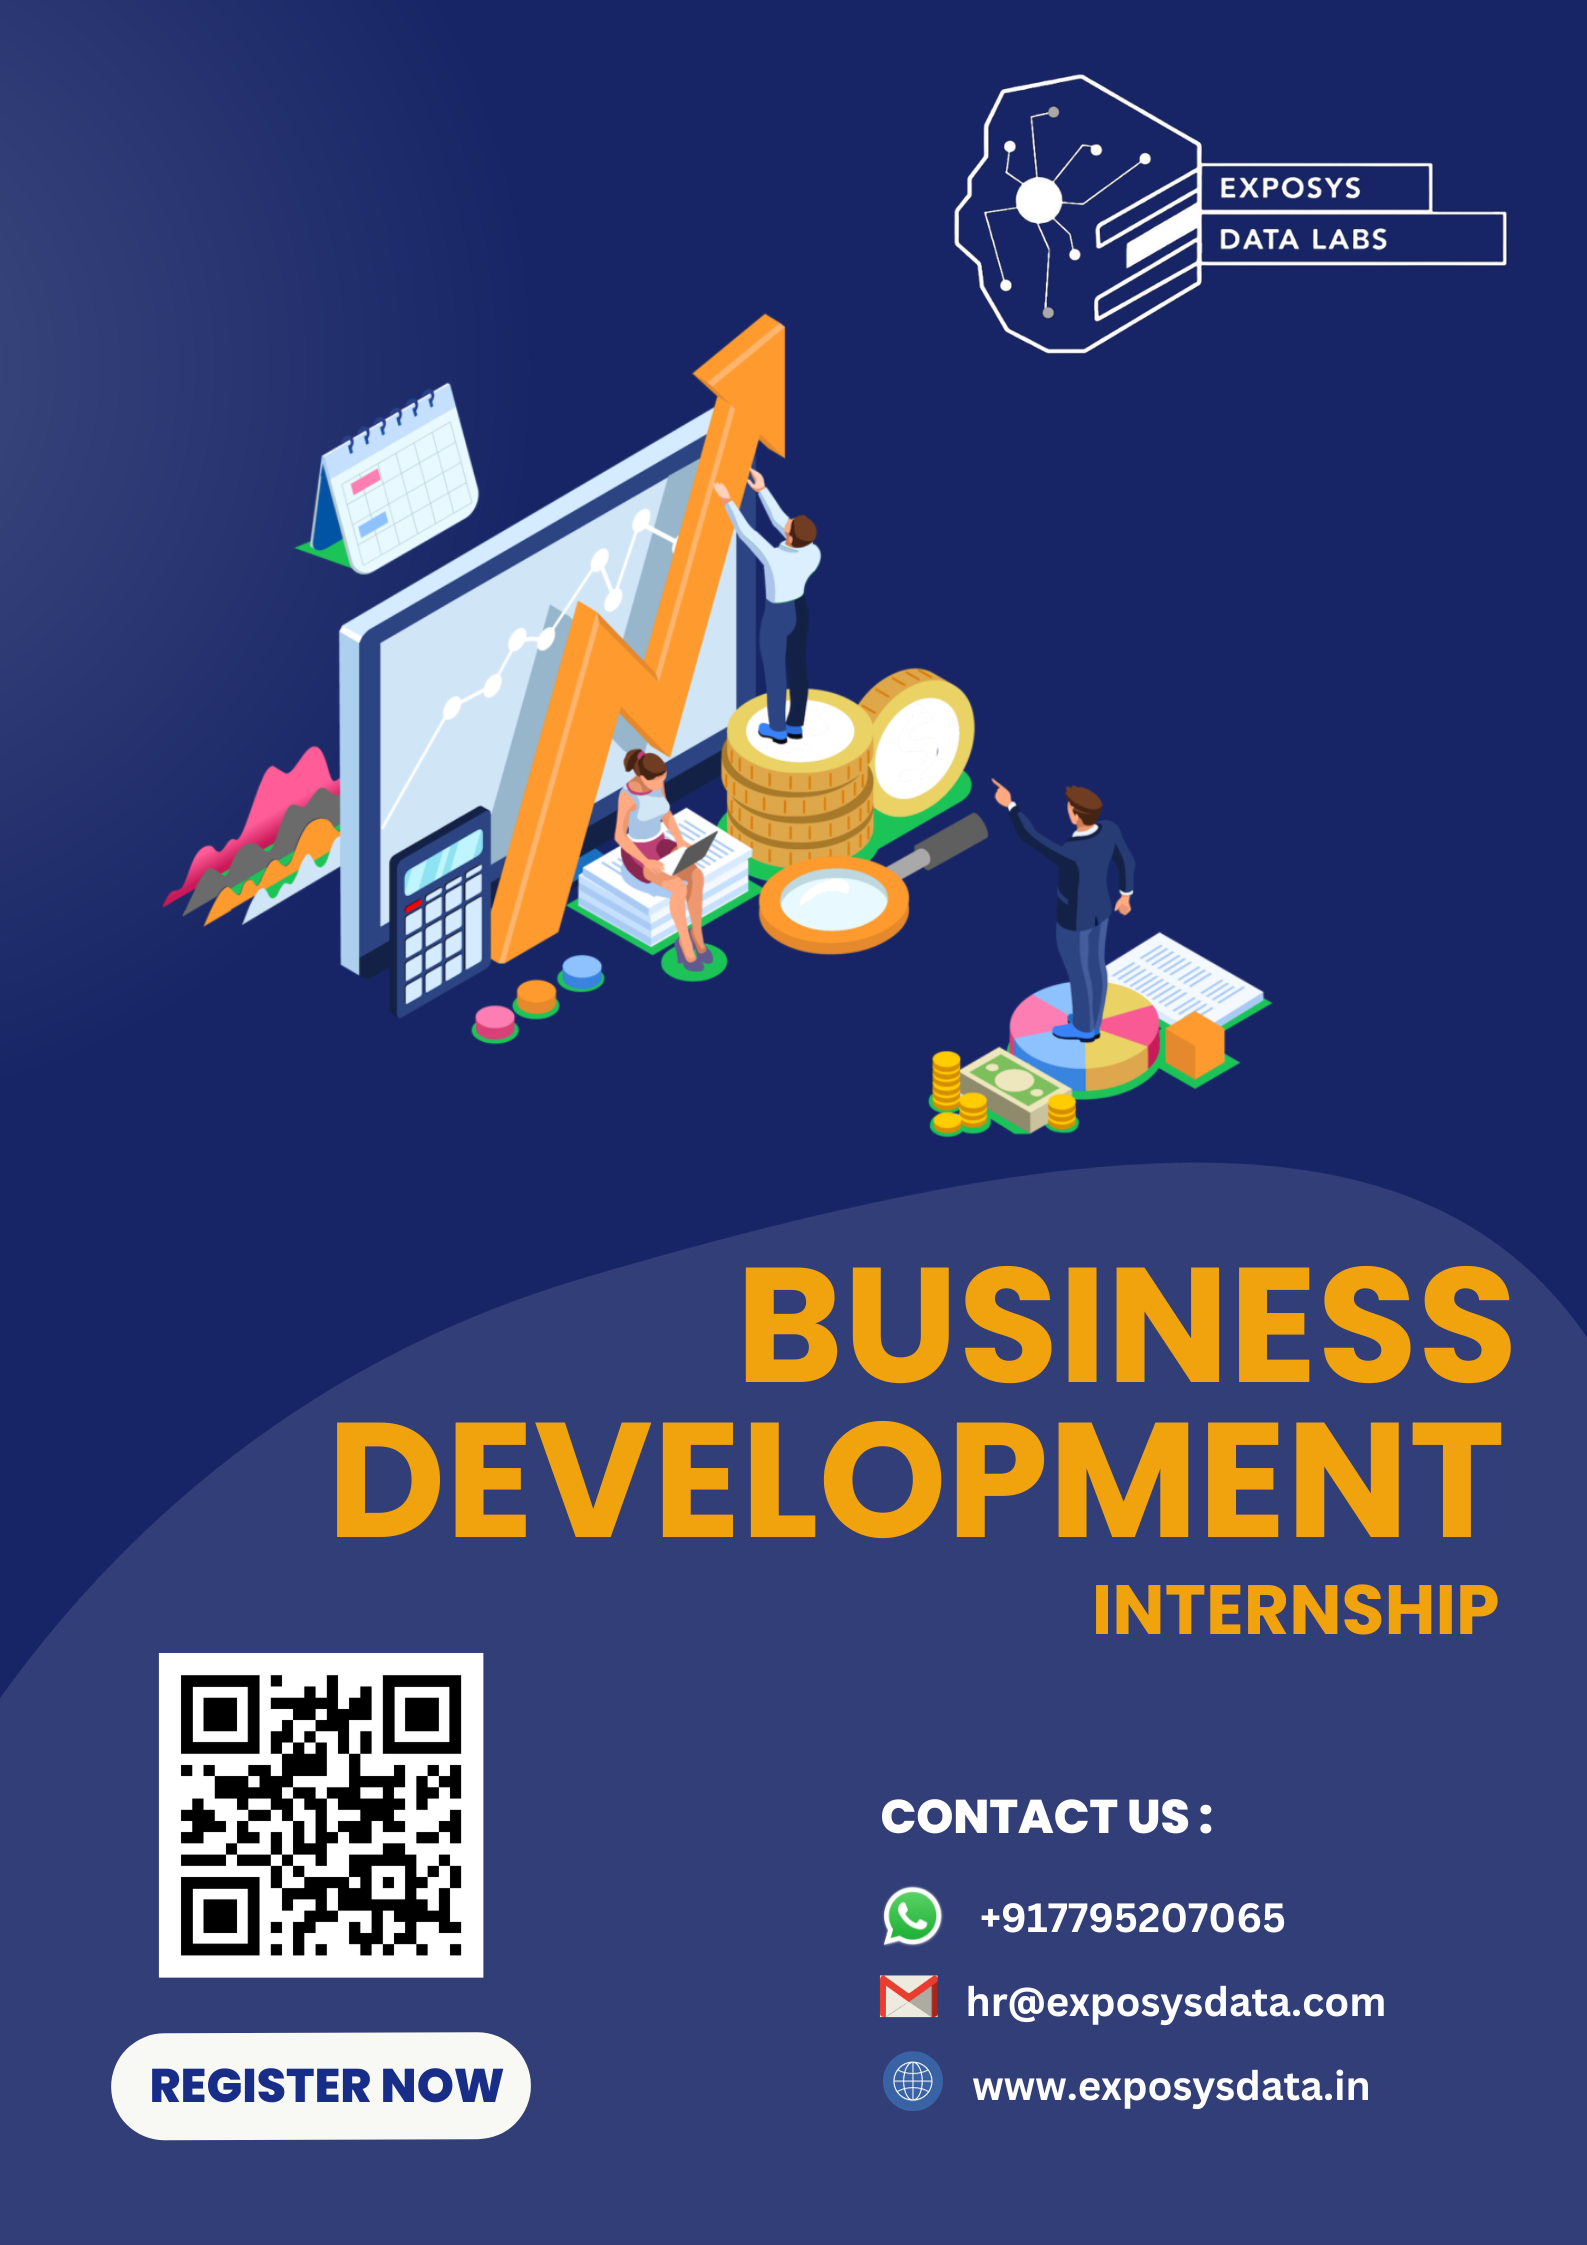 EXPOSYS
DATA LABS
BUSINESS
DEVELOPMENT
INTERNSHIP
CONTACT US :
+917795207065
hr@exposysdata.com
www.exposysdata.in
REGISTER NOW